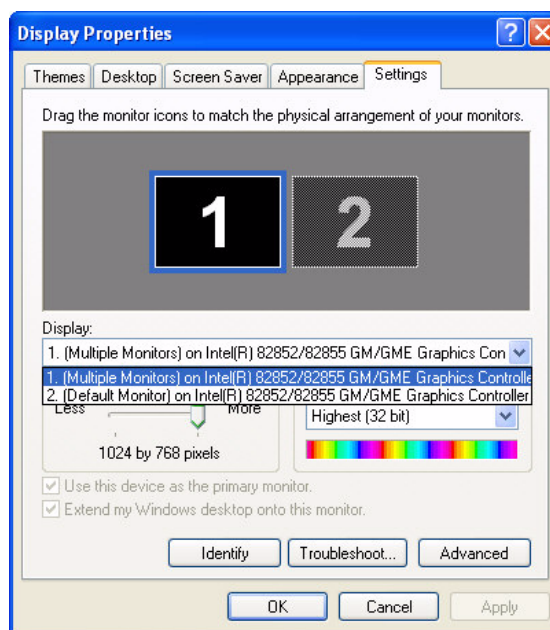 Display Properties
Themes Desktop Screen Saver Appearance Settings
Drag the monitor icons to match the physical arrangement of your monitors.
1 2
Display:
1. (Multiple Monitors) on Intel(R) 82852/82855 GM/GME Graphics Con
1. (Multiple Monitors) on Intel(R) 82852/82855 GM/GME Graphics Controlle
2. (Default Monitor) on Intel(R) 82852/82855 GM/GME Graphics Controller
Less More Highest (32 bit)
1024 by 768 pixels
Use this device as the primary monitor.
Extend my Windows desktop onto this monitor.
Identify Troubleshoot... Advanced
OK Cancel Apply